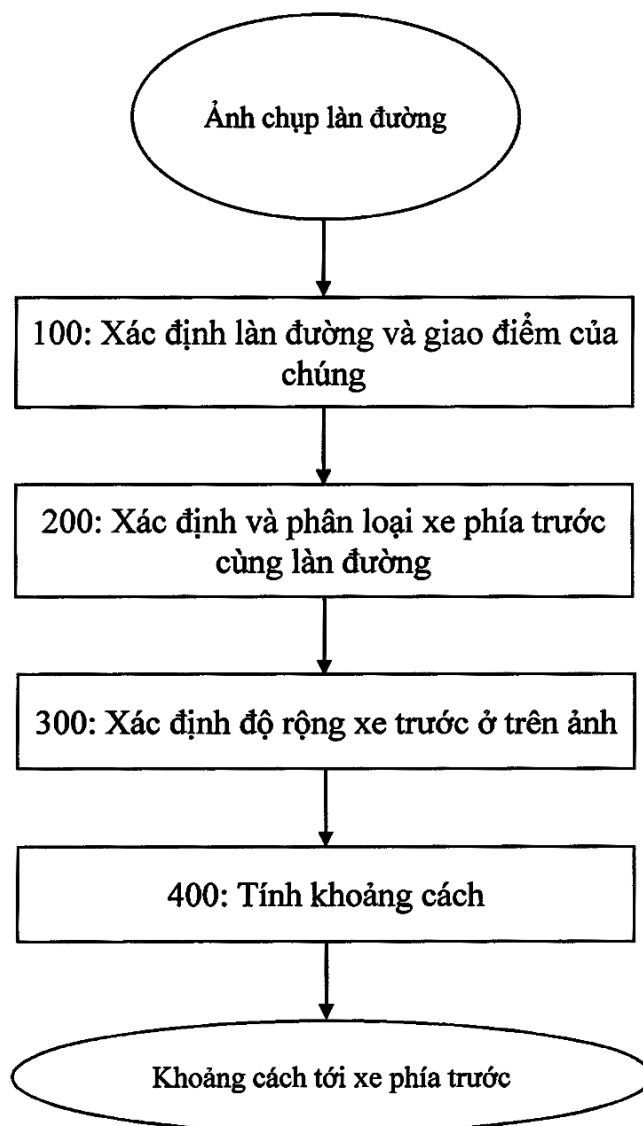 Ảnh chụp làn đường
100: Xác định làn đường và giao điểm của
chúng
200: Xác định và phân loại xe phía trước
cùng làn đường
300: Xác định độ rộng xe trước ở trên ảnh
400: Tính khoảng cách
Khoảng cách tới xe phía trước